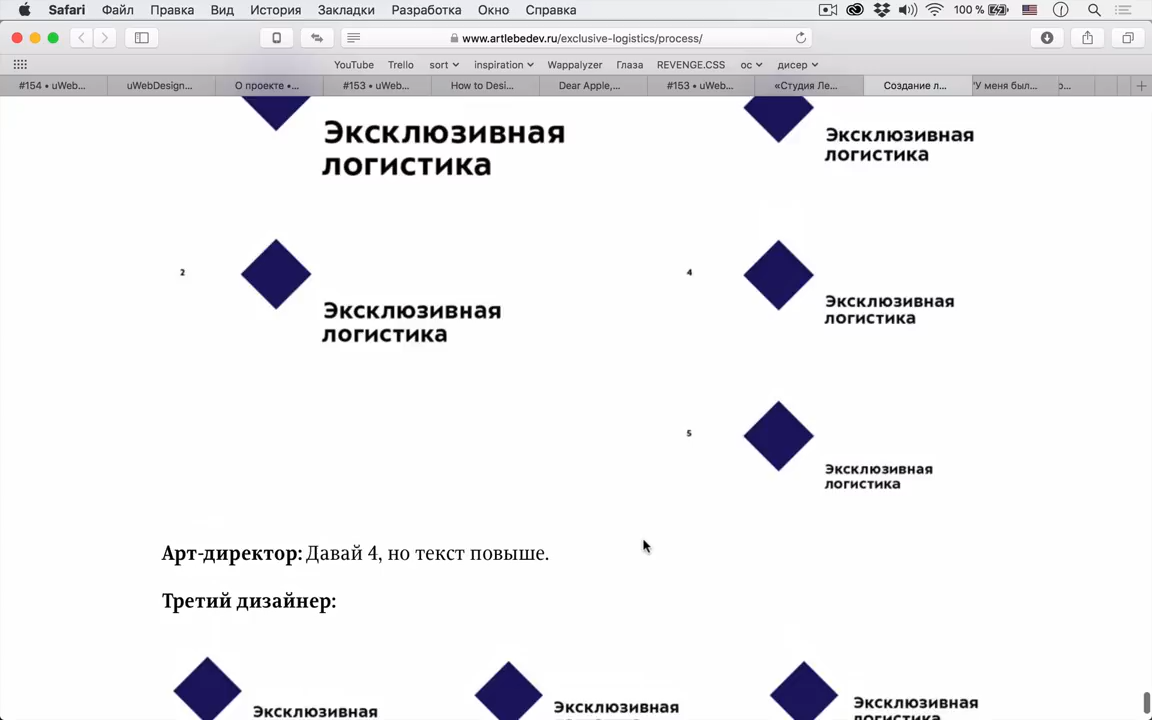 Safari Файл Правка Вид История Закладки Разработка Окно Справка 100 %
www.artlebedev.ru/exclusive-logistics/process/
YouTube Trello sort inspiration Wappalyzer Глаза REVENGE.CSS ос дисер
#154 • uWeb... uWebDesign... О проекте •... #153 • uWeb... How to Desi... Dear Apple,... #153 • uWeb... «Студия Ле... Создание л... "У меня был...
Эксклюзивная
логистика
Эксклюзивная
логистика
2
Эксклюзивная
логистика
4
Эксклюзивная
логистика
5
Эксклюзивная
логистика
Арт-директор: Давай 4, но текст повыше.
Третий дизайнер:
Эксклюзивная
Эксклюзивная
Эксклюзивная
логистика